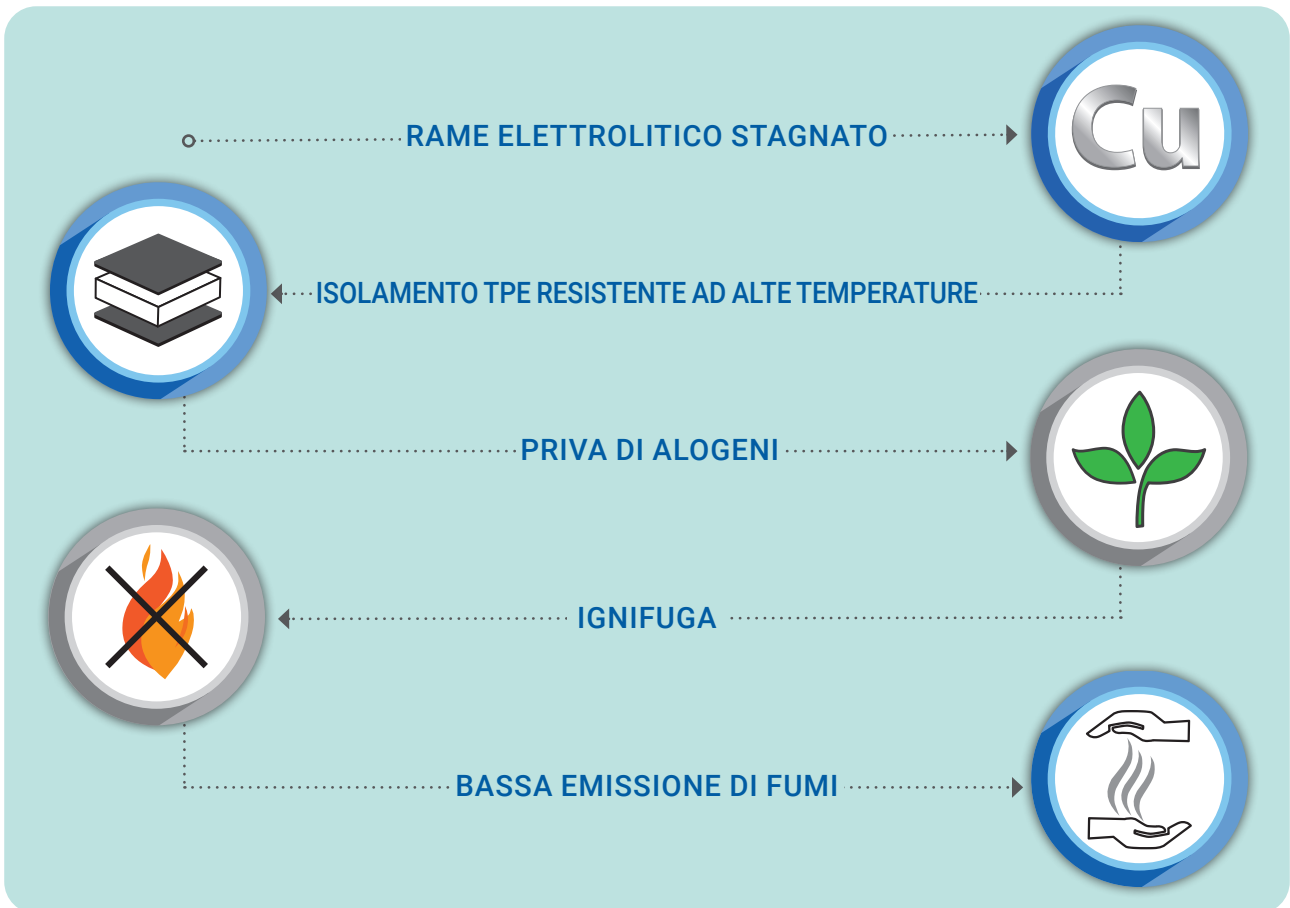 RAME ELETTROLITICO STAGNATO
Cu
ISOLAMENTO TPE RESISTENTE AD ALTE TEMPERATURE
PRIVA DI ALOGENI
IGNIFUGA
BASSA EMISSIONE DI FUMI